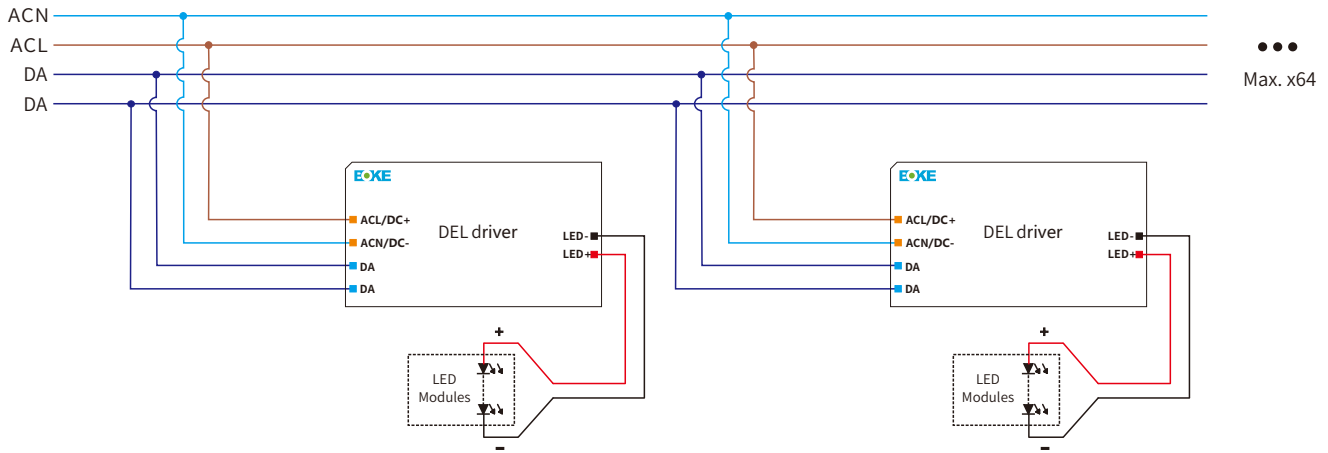 ACN
ACL
DA
DA
•••
Max. x64
EOKE
ACL/DC+
ACN/DC-
DA
DA
DEL driver
LED-
LED+
+
LED
Modules
-
EOKE
ACL/DC+
ACN/DC-
DA
DA
DEL driver
LED-
LED+
+
LED
Modules
-